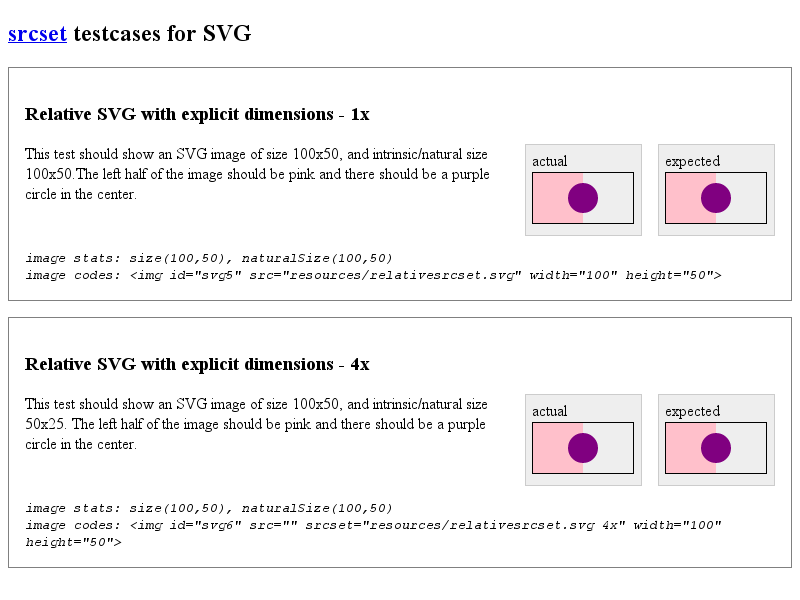 srcset testcases for SVG
Relative SVG with explicit dimensions - 1x
This test should show an SVG image of size 100x50, and intrinsic/natural size
100x50.The left half of the image should be pink and there should be a purple
circle in the center.
actual
expected
image stats: size(100,50), naturalSize(100,50)
image codes: <img id="svg5" src="resources/relativesrcset.svg" width="100" height="50">
Relative SVG with explicit dimensions - 4x
This test should show an SVG image of size 100x50, and intrinsic/natural size
50x25. The left half of the image should be pink and there should be a purple
circle in the center.
actual
expected
image stats: size(100,50), naturalSize(100,50)
image codes: <img id="svg6" src="" srcset="resources/relativesrcset.svg 4x" width="100"
height="50">